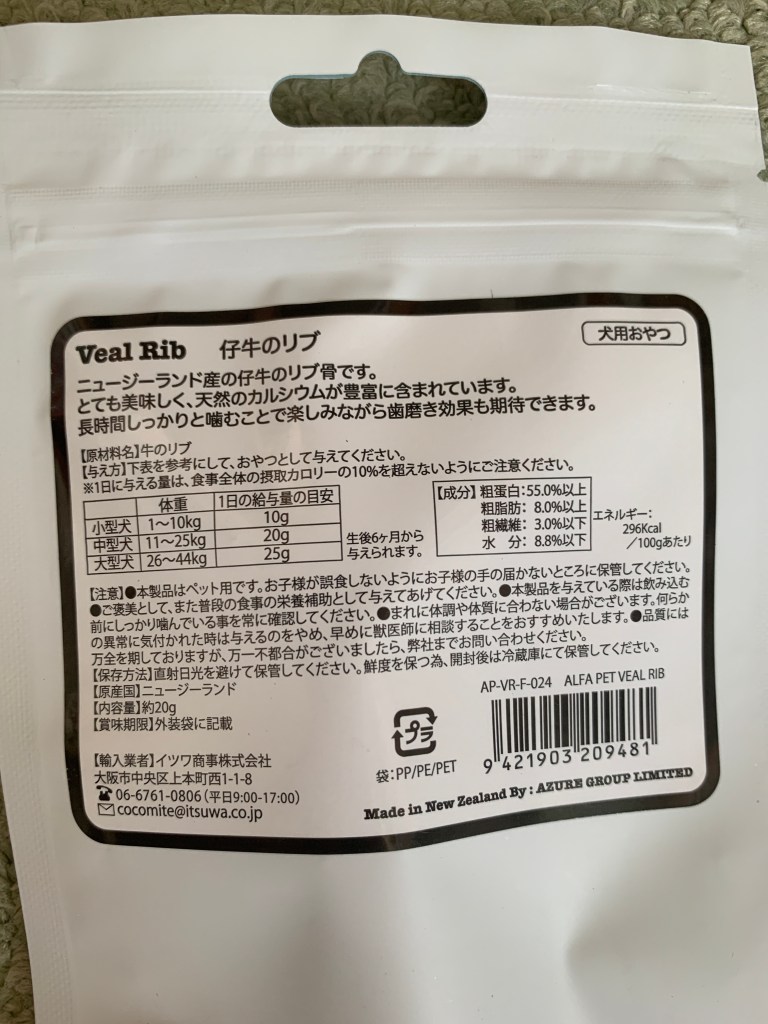 Veal Rib 仔牛のリブ
犬用おやつ
ニュージーランド産の仔牛のリブ骨です。
とても美味しく、天然のカルシウムが豊富に含まれています。
長時間しっかりと噛むことで楽しみながら歯磨き効果も期待できます。
【原材料名】牛のリブ
【与え方】下表を参考にして、おやつとして与えてください。
※1日に与える量は、食事全体の摂取カロリーの10%を超えないようにご注意ください。
体重 1日の給与量の目安
小型犬 1〜10kg 10g
中型犬 11〜25kg 20g
大型犬 26〜44kg 25g
生後6ヶ月から
与えられます。
【成分】粗蛋白:55.0%以上
粗脂肪: 8.0%以上
粗繊維: 3.0%以下
水 分: 8.8%以下
エネルギー:
296Kcal
/100gあたり
【注意】●本製品はペット用です。お子様が誤食しないようにお子様の手の届かないところに保管してください。
●ご褒美として、また普段の食事の栄養補助として与えてあげてください。●本製品を与えている際は飲み込む
前にしっかり噛んでいる事を常に確認してください。●まれに体調や体質に合わない場合がございます。何らか
の異常に気付かれた時は与えるのをやめ、早めに獣医師に相談することをおすすめいたします。●品質には
万全を期しておりますが、万一不都合がございましたら、弊社までお問い合わせください。
【保存方法】直射日光を避けて保管してください。鮮度を保つ為、開封後は冷蔵庫にて保管してください。
【原産国】ニュージーランド
【内容量】約20g
【賞味期限】外装袋に記載
【輸入業者】イツワ商事株式会社
大阪市中央区上本町西1-1-8
06-6761-0806(平日9:00-17:00)
cocomite@itsuwa.co.jp
プラ
袋:PP/PE/PET
AP-VR-F-024 ALFA PET VEAL RIB
9 421903 209481
Made in New Zealand By : AZURE GROUP LIMITED